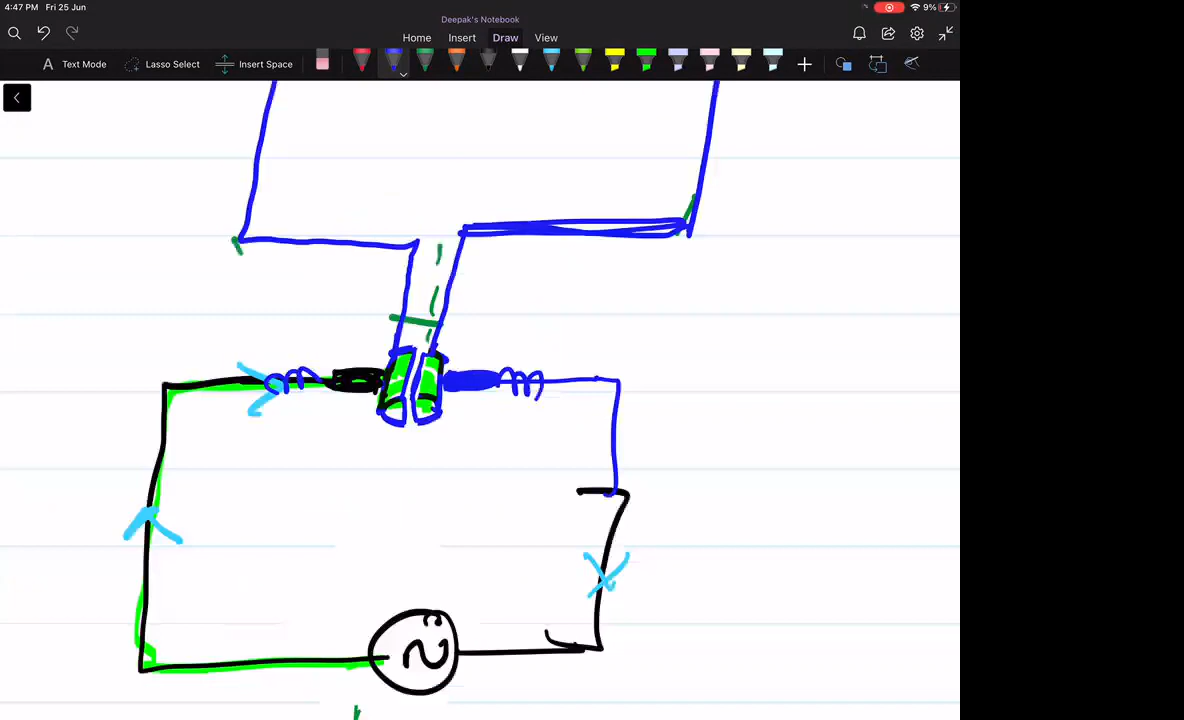 4:47 PM Fri 25 Jun
9%
Deepak's Notebook
Home Insert Draw View
Text Mode Lasso Select Insert Space